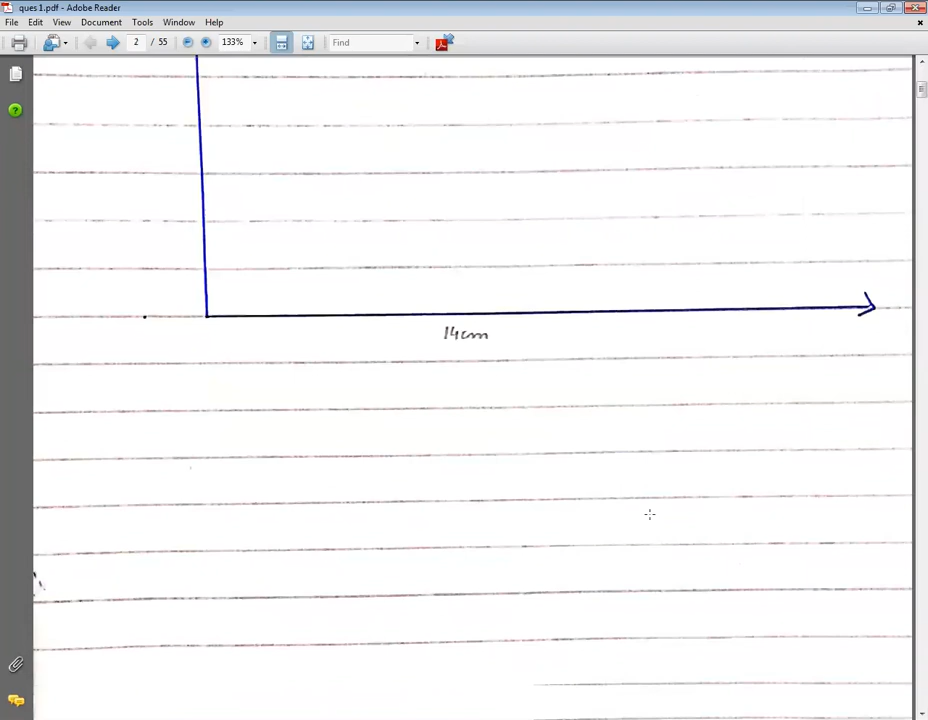 ques 1.pdf - Adobe Reader
File Edit View Document Tools Window Help
2 / 55 133% Find
14cm